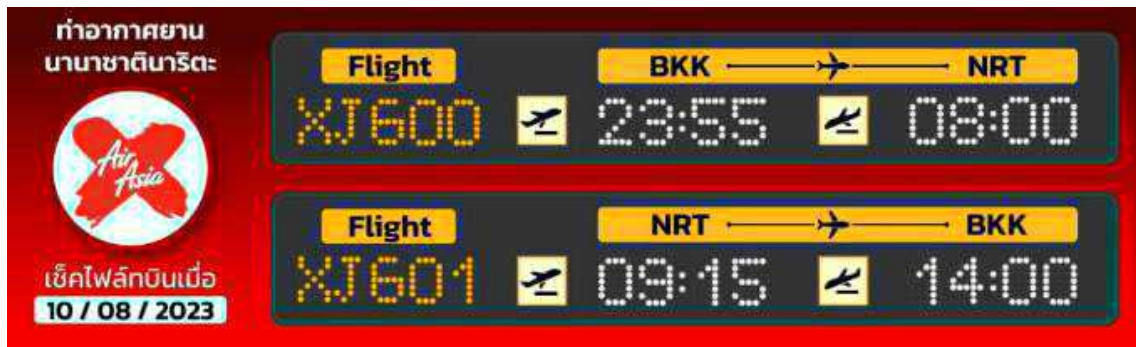 ท่าอากาศยาน
นานาชาตินาริตะ
Air
Asia
เช็คไฟล์ทบินเมื่อ
10 / 08 / 2023
Flight BKK NRT
XJ600 23:55 08:00
Flight NRT BKK
XJ601 09:15 14:00